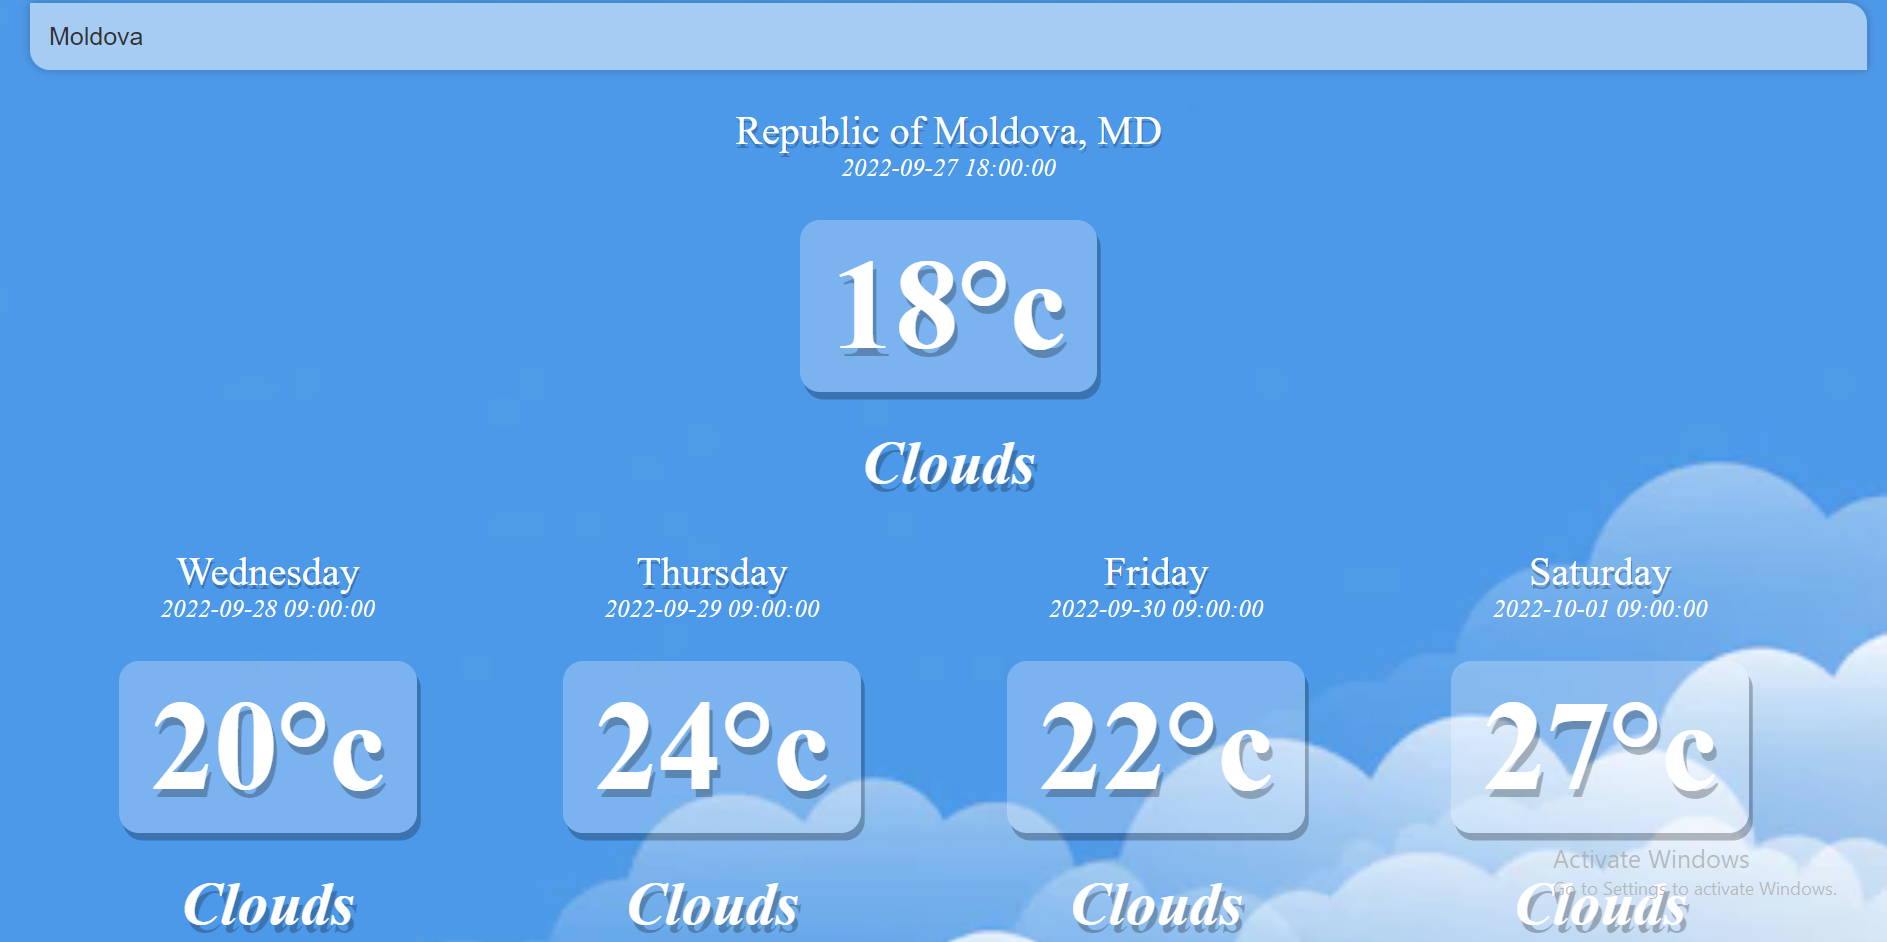 Moldova
Republic of Moldova, MD
2022-09-27 18:00:00
18°c
Clouds
Wednesday
2022-09-28 09:00:00
20°c
Clouds
Thursday
2022-09-29 09:00:00
24°c
Clouds
Friday
2022-09-30 09:00:00
22°c
Clouds
Saturday
2022-10-01 09:00:00
27°c
Clouds
Activate Windows
Go to Settings to activate Windows.